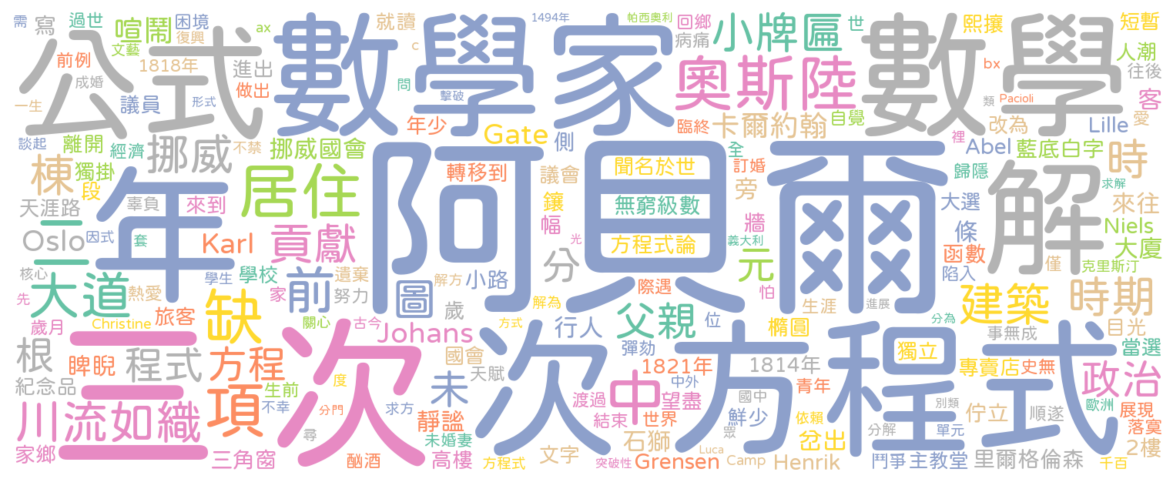 需 過世 困境 就讀 1494年 帕西奧利 回鄉 小牌匾 世 熙攘 短暫
寫 喧鬧 文藝 復興 ax c 病痛 人潮
公式 數學家 奧斯陸 數學
前例 1818年 進出 問 擊破 bx 往後
成婚 做出 類 Pacioli 客
一生 議員 形式 年少 Gate 側 臨終 卡爾約翰 自覺 改為 Lille 愛
談起 離開 經濟 不禁 挪威國會 裡 Abel 藍底白字
棟 獨掛 挪威 轉移到 聞名於世 全 訂婚 歸隱 時
段 年 阿貝爾 議會 旁 解 求解
天涯路 辜負 居住 鑲 無窮級數 牆 大選 來往
來到 幅 光 義大利 條 Niels
Oslo 因式 套 Karl 貢獻 方程式論 函數 大廈
二 核心 學生 學校 遺棄 前 解方 小路 分 元 陷入 僅 克里斯汀
大道 先 熱愛 缺 家 努力 圖 解為 際遇 怕 生涯 進展 建築 時期
歲月 Christine 旅客 關心 古今 歲 方式 行人 父親 位 橢圓 分為 事無成 目光
三 根 睥睨 程式 方程 Johans 彈劾 獨立 當選
次 國會 1821年 1814年 次方程式 專賣店 史無 政治
紀念品 生前 項 度 天賦 未 中 中外 望盡 青年 國中 別類 佇立 順遂 歐洲 展現
川流如織 不幸 分門 求方 靜謐 渡過 結束 世界 鮮少 依賴 岔出 分解 單元 落寞
家鄉 三角窗 尋 酗酒 未婚妻 高樓 方程式 文字 石獅 突破性 Grensen Luca Camp 眾 Henrik 鬥爭 主教堂 里爾格倫森 千百 2樓